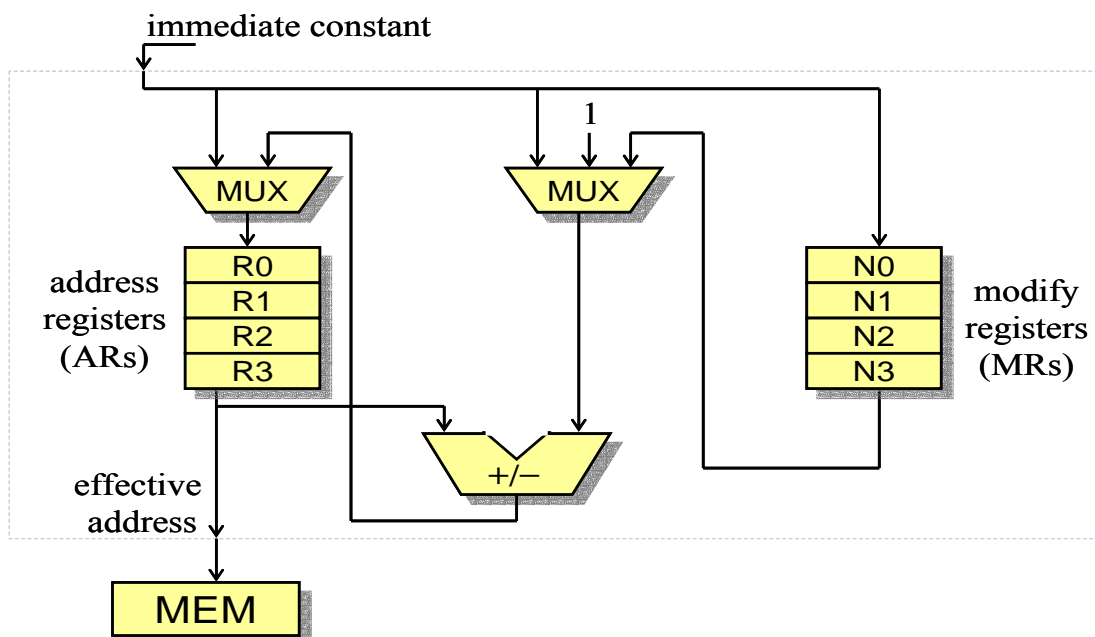 immediate constant
1
MUX
MUX
address
registers
(ARs)
R0
R1
R2
R3
N0
N1
N2
N3
modify
registers
(MRs)
+/−
effective
address
MEM